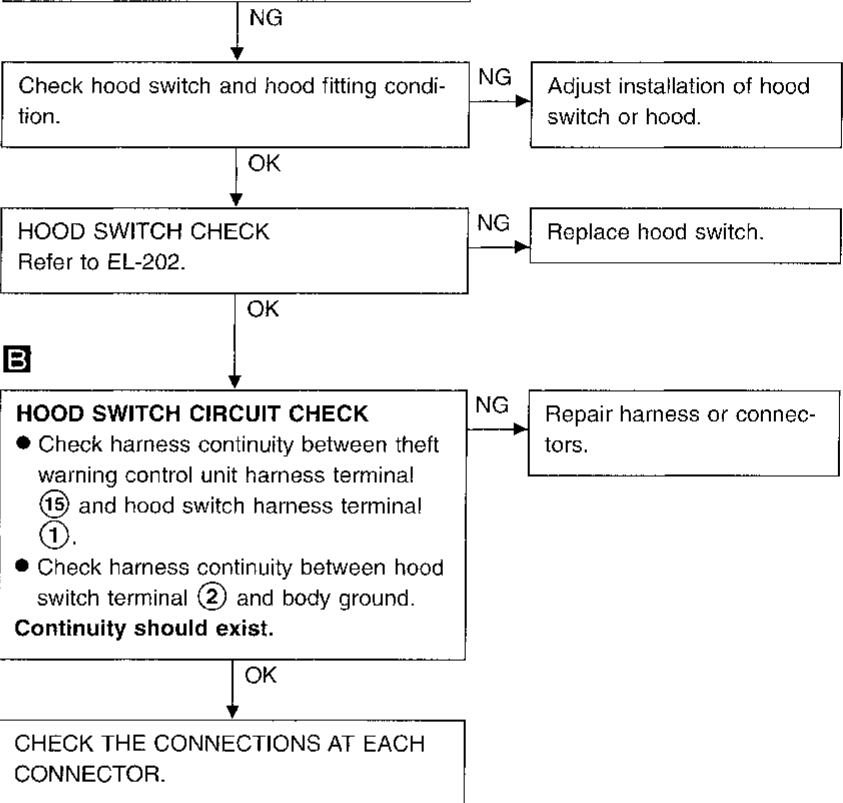 NG
Check hood switch and hood fitting condi-
tion.
NG
Adjust installation of hood
switch or hood.
OK
HOOD SWITCH CHECK
Refer to EL-202.
NG
Replace hood switch.
OK
B
HOOD SWITCH CIRCUIT CHECK
● Check harness continuity between theft
warning control unit harness terminal
⑮ and hood switch harness terminal
①.
● Check harness continuity between hood
switch terminal ② and body ground.
Continuity should exist.
NG
Repair harness or connec-
tors.
OK
CHECK THE CONNECTIONS AT EACH
CONNECTOR.